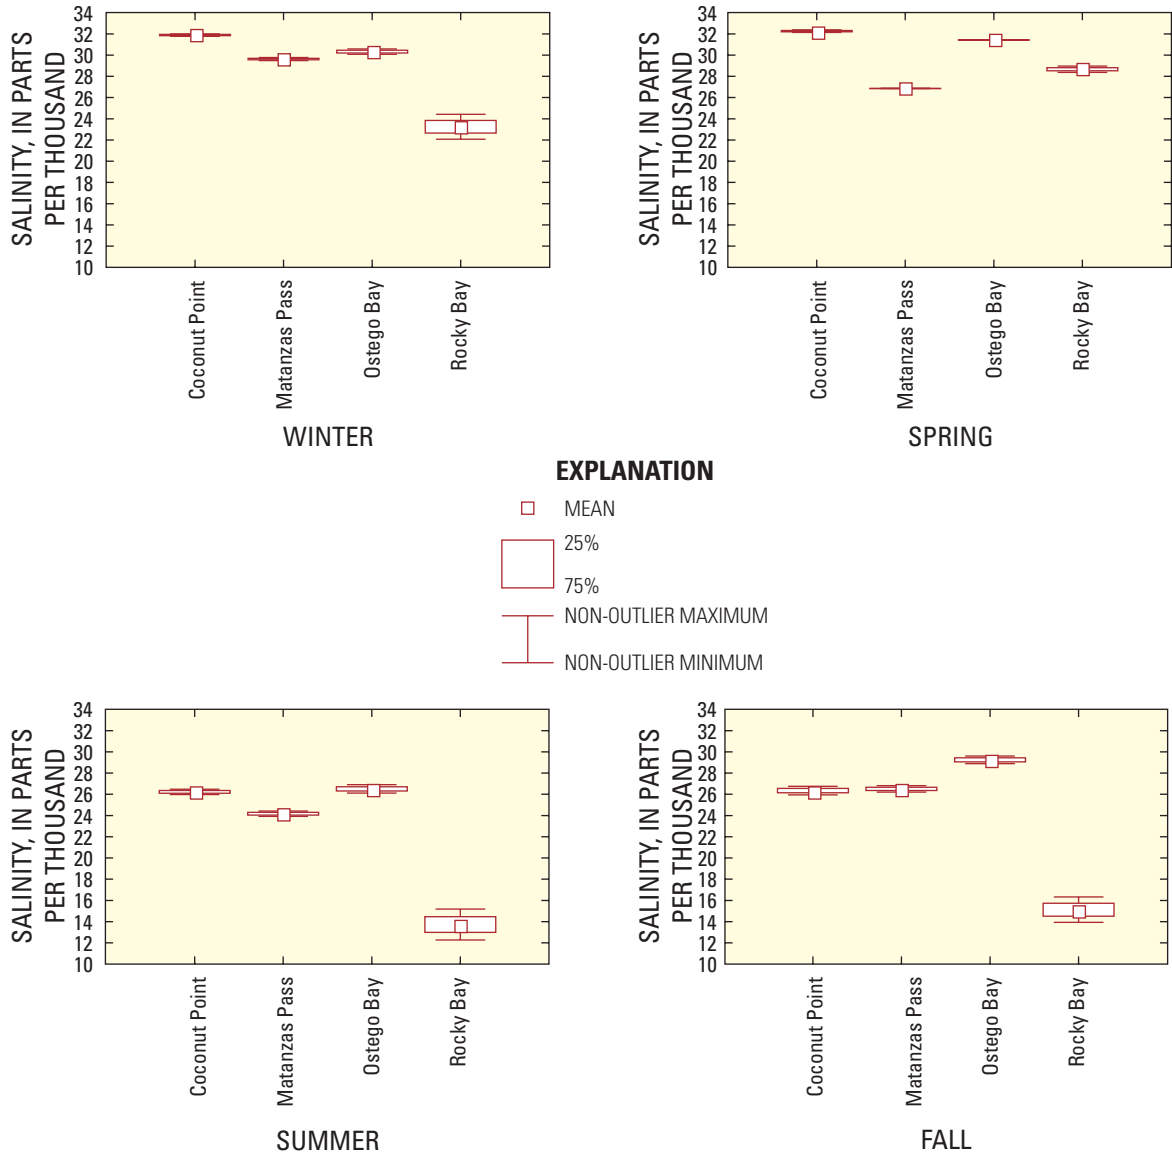 SALINITY, IN PARTS
PER THOUSAND
34
32
30
28
26
24
22
20
18
16
14
12
10
Coconut Point
Matanzas Pass
Ostego Bay
Rocky Bay
WINTER
SALINITY, IN PARTS
PER THOUSAND
34
32
30
28
26
24
22
20
18
16
14
12
10
Coconut Point
Matanzas Pass
Ostego Bay
Rocky Bay
SPRING
EXPLANATION
MEAN
25%
75%
NON-OUTLIER MAXIMUM
NON-OUTLIER MINIMUM
SALINITY, IN PARTS
PER THOUSAND
34
32
30
28
26
24
22
20
18
16
14
12
10
Coconut Point
Matanzas Pass
Ostego Bay
Rocky Bay
SUMMER
SALINITY, IN PARTS
PER THOUSAND
34
32
30
28
26
24
22
20
18
16
14
12
10
Coconut Point
Matanzas Pass
Ostego Bay
Rocky Bay
FALL